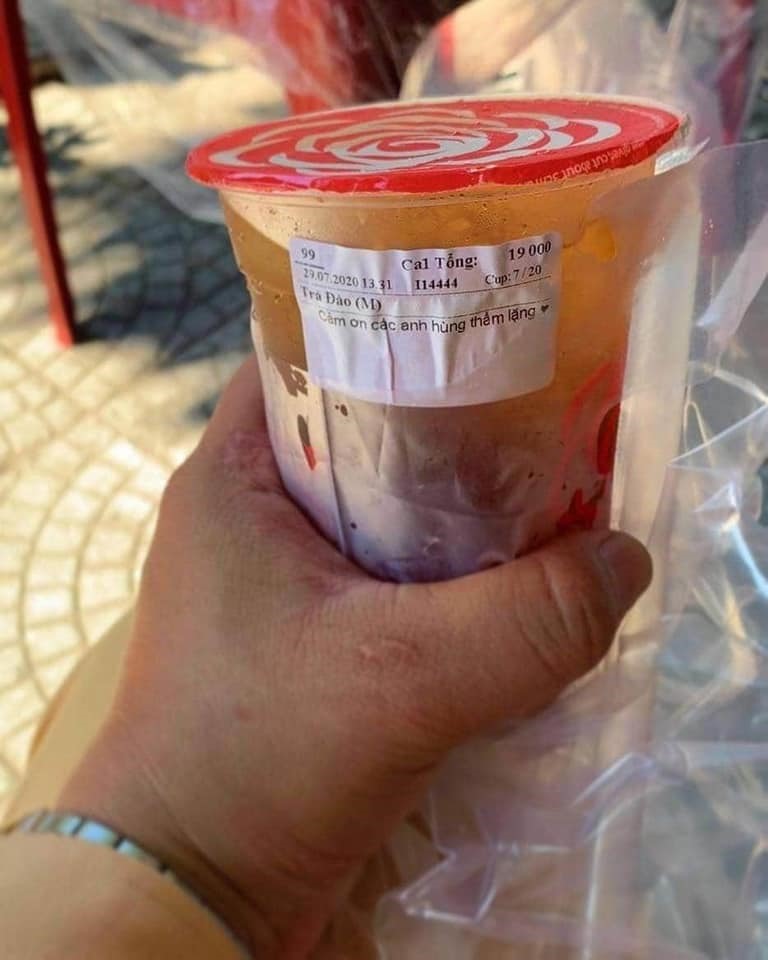 99 Ca1 Tổng: 19 000
29.07.2020 13.31 I14444 Cup: 7 / 20
Trà Đào (M)
Cảm ơn các anh hùng thầm lặng ♥